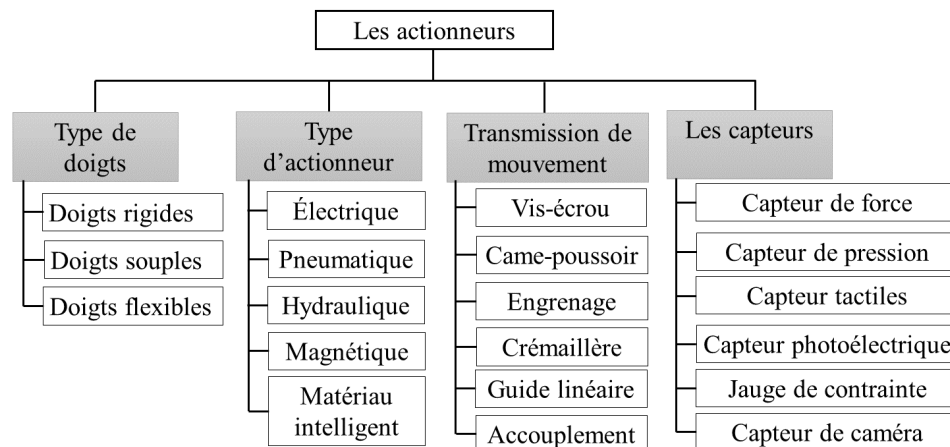 Les actionneurs
Type de
doigts
Doigts rigides
Doigts souples
Doigts flexibles
Type
d’actionneur
Électrique
Pneumatique
Hydraulique
Magnétique
Matériau
intelligent
Transmission de
mouvement
Vis-écrou
Came-poussoir
Engrenage
Crémaillère
Guide linéaire
Accouplement
Les capteurs
Capteur de force
Capteur de pression
Capteur tactiles
Capteur photoélectrique
Jauge de contrainte
Capteur de caméra